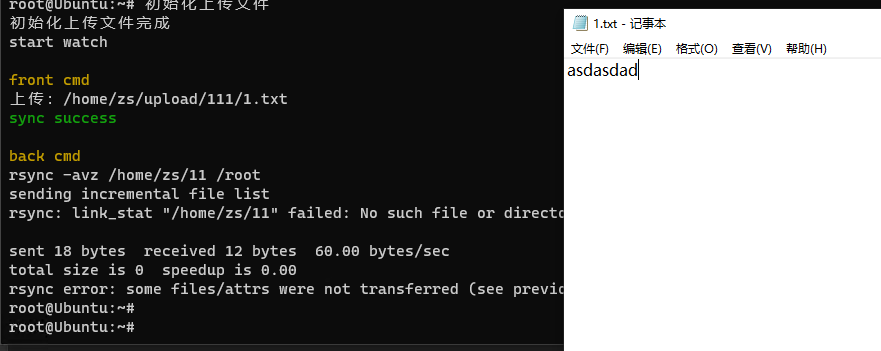 root@Ubuntu:~# 初始化上传文件
初始化上传文件完成
start watch
front cmd
上传: /home/zs/upload/111/1.txt
sync success
back cmd
rsync -avz /home/zs/11 /root
sending incremental file list
rsync: link_stat "/home/zs/11" failed: No such file or directo
sent 18 bytes  received 12 bytes  60.00 bytes/sec
total size is 0  speedup is 0.00
rsync error: some files/attrs were not transferred (see previo
root@Ubuntu:~#
root@Ubuntu:~#
1.txt - 记事本
文件(F) 编辑(E) 格式(O) 查看(V) 帮助(H)
asdasdad